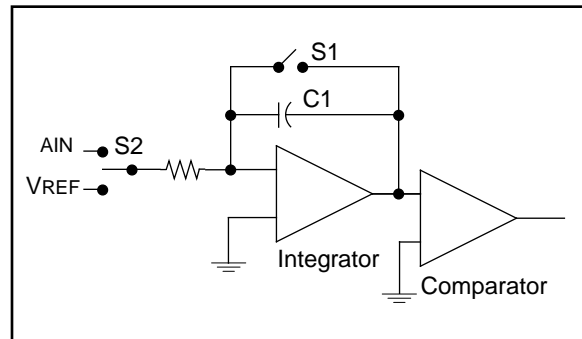 S1
C1
AIN
S2
VREF
Integrator
Comparator